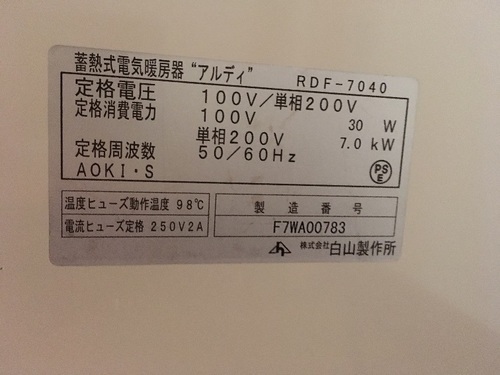 蓄熱式電気暖房器“アルディ” RDF-7040
定格電圧 100V/単相200V
定格消費電力 100V 30 W
単相200V 7.0 kW
定格周波数 50/60Hz
AOKI・S PSE
温度ヒューズ動作温度 98℃
電流ヒューズ定格 250V2A
製造番号
F7WA00783
株式会社 白山製作所